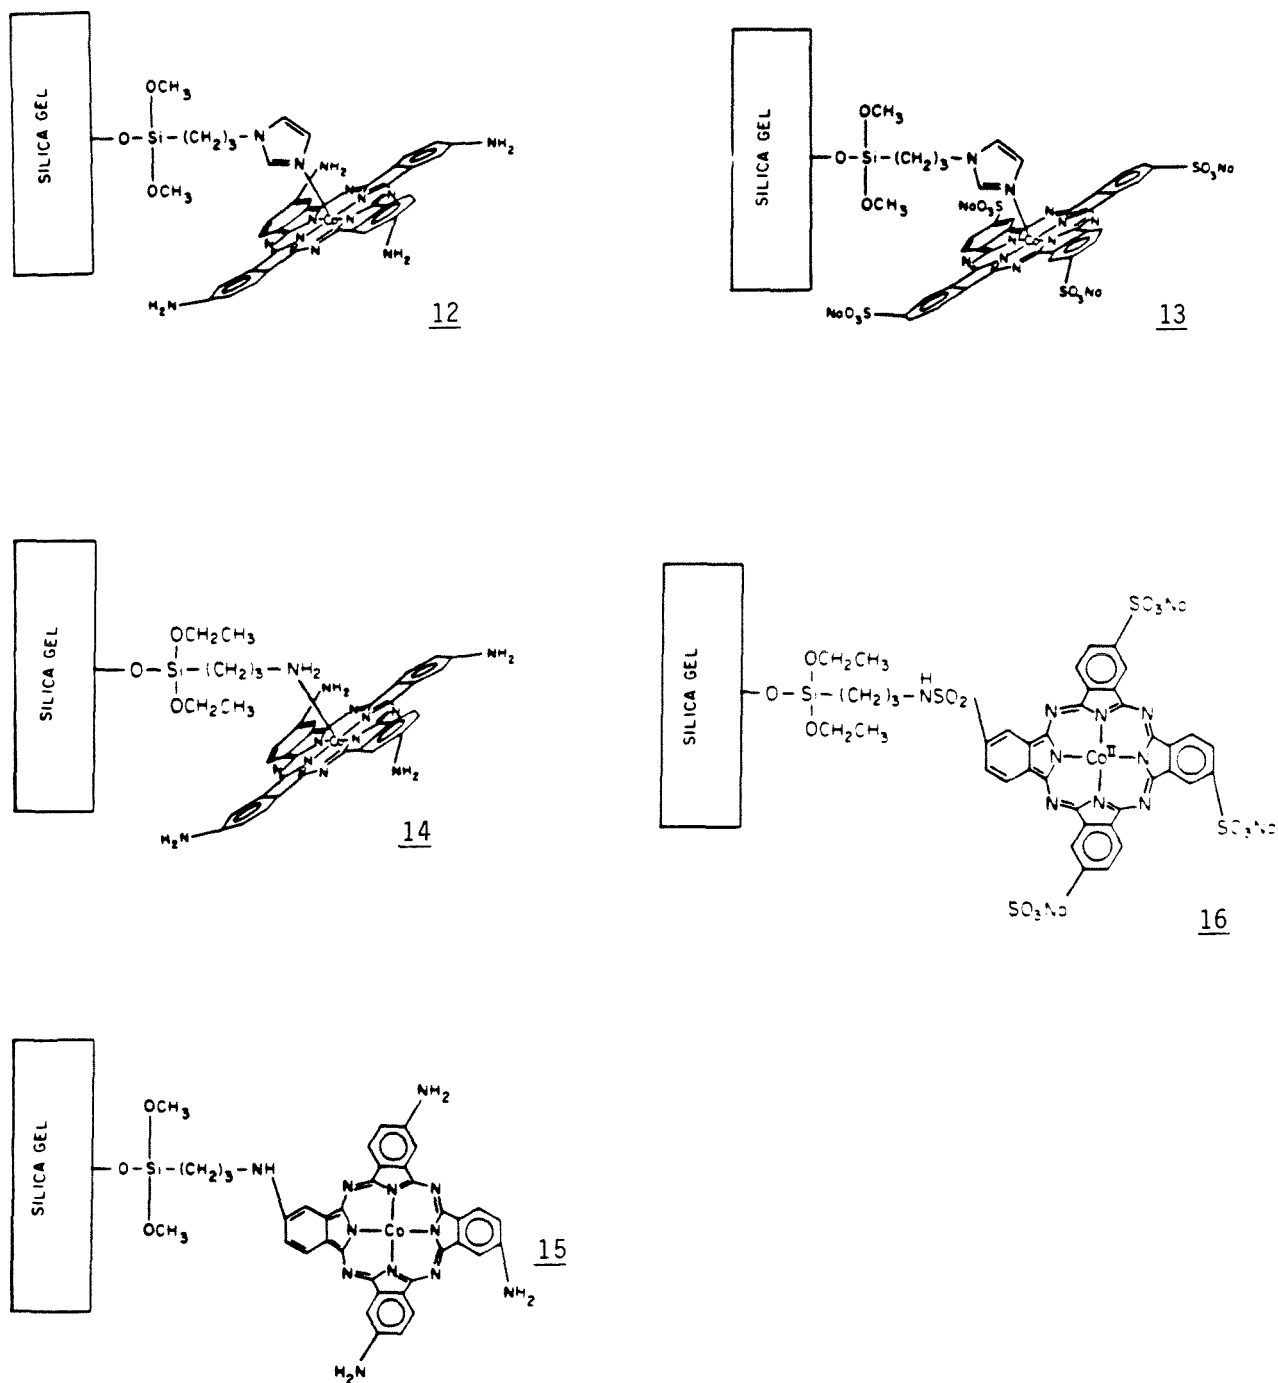 SILICA GEL
OCH3
O-Si-(CH2)3-N
OCH3
N
NH2
NH2
N
N
N
N-Co-N
N
N
N
NH2
H2N
12
SILICA GEL
OCH3
O-Si-(CH2)3-N
OCH3
N
NaO3S
SO3Na
N
N
N
N-Co-N
N
N
N
SO3Na
NaO3S
13
SILICA GEL
OCH2CH3
O-Si-(CH2)3-NH2
OCH2CH3
NH2
NH2
N
N
N
N-Co-N
N
N
N
NH2
H2N
14
SILICA GEL
SO3Na
OCH2CH3
H
O-Si-(CH2)3-NSO2
OCH2CH3
N N N
N-CoII-N
N N N
SO3Na
SO3Na
16
SILICA GEL
NH2
OCH3
O-Si-(CH2)3-NH
OCH3
N N N
N-Co-N
N N N
NH2
H2N
15